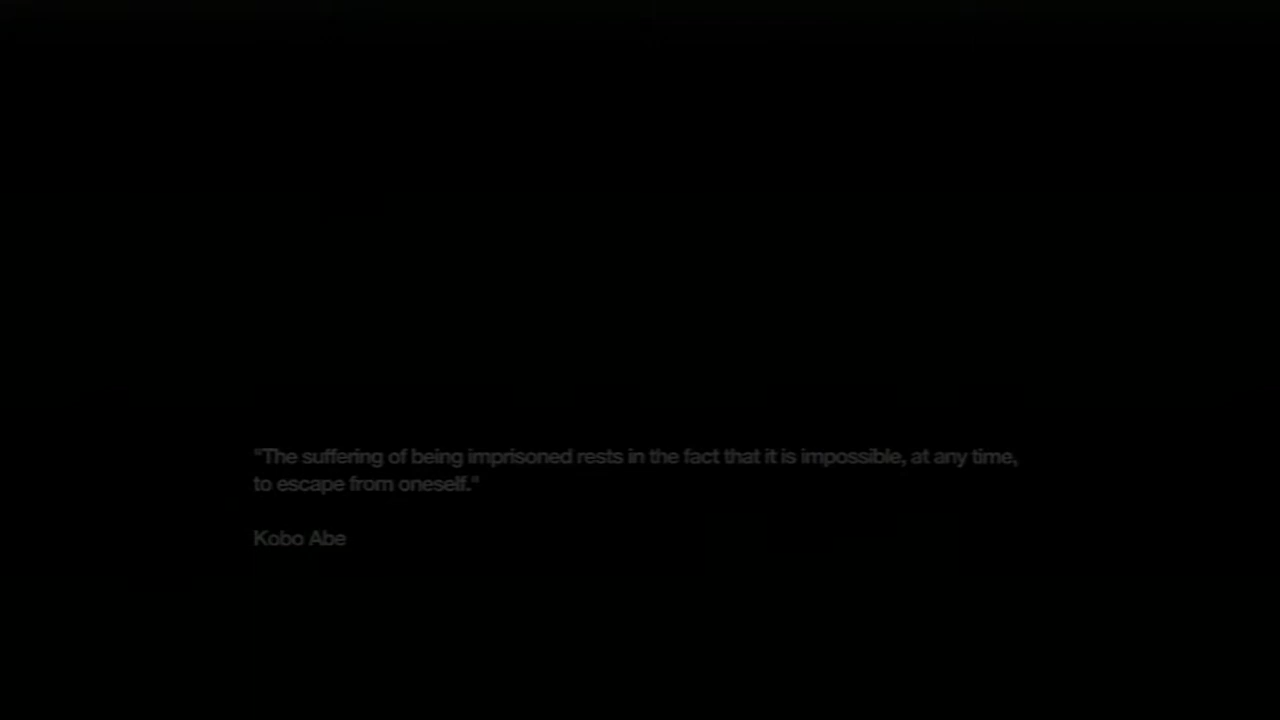 "The suffering of being imprisoned rests in the fact that it is impossible, at any time,
to escape from oneself."
Kobo Abe